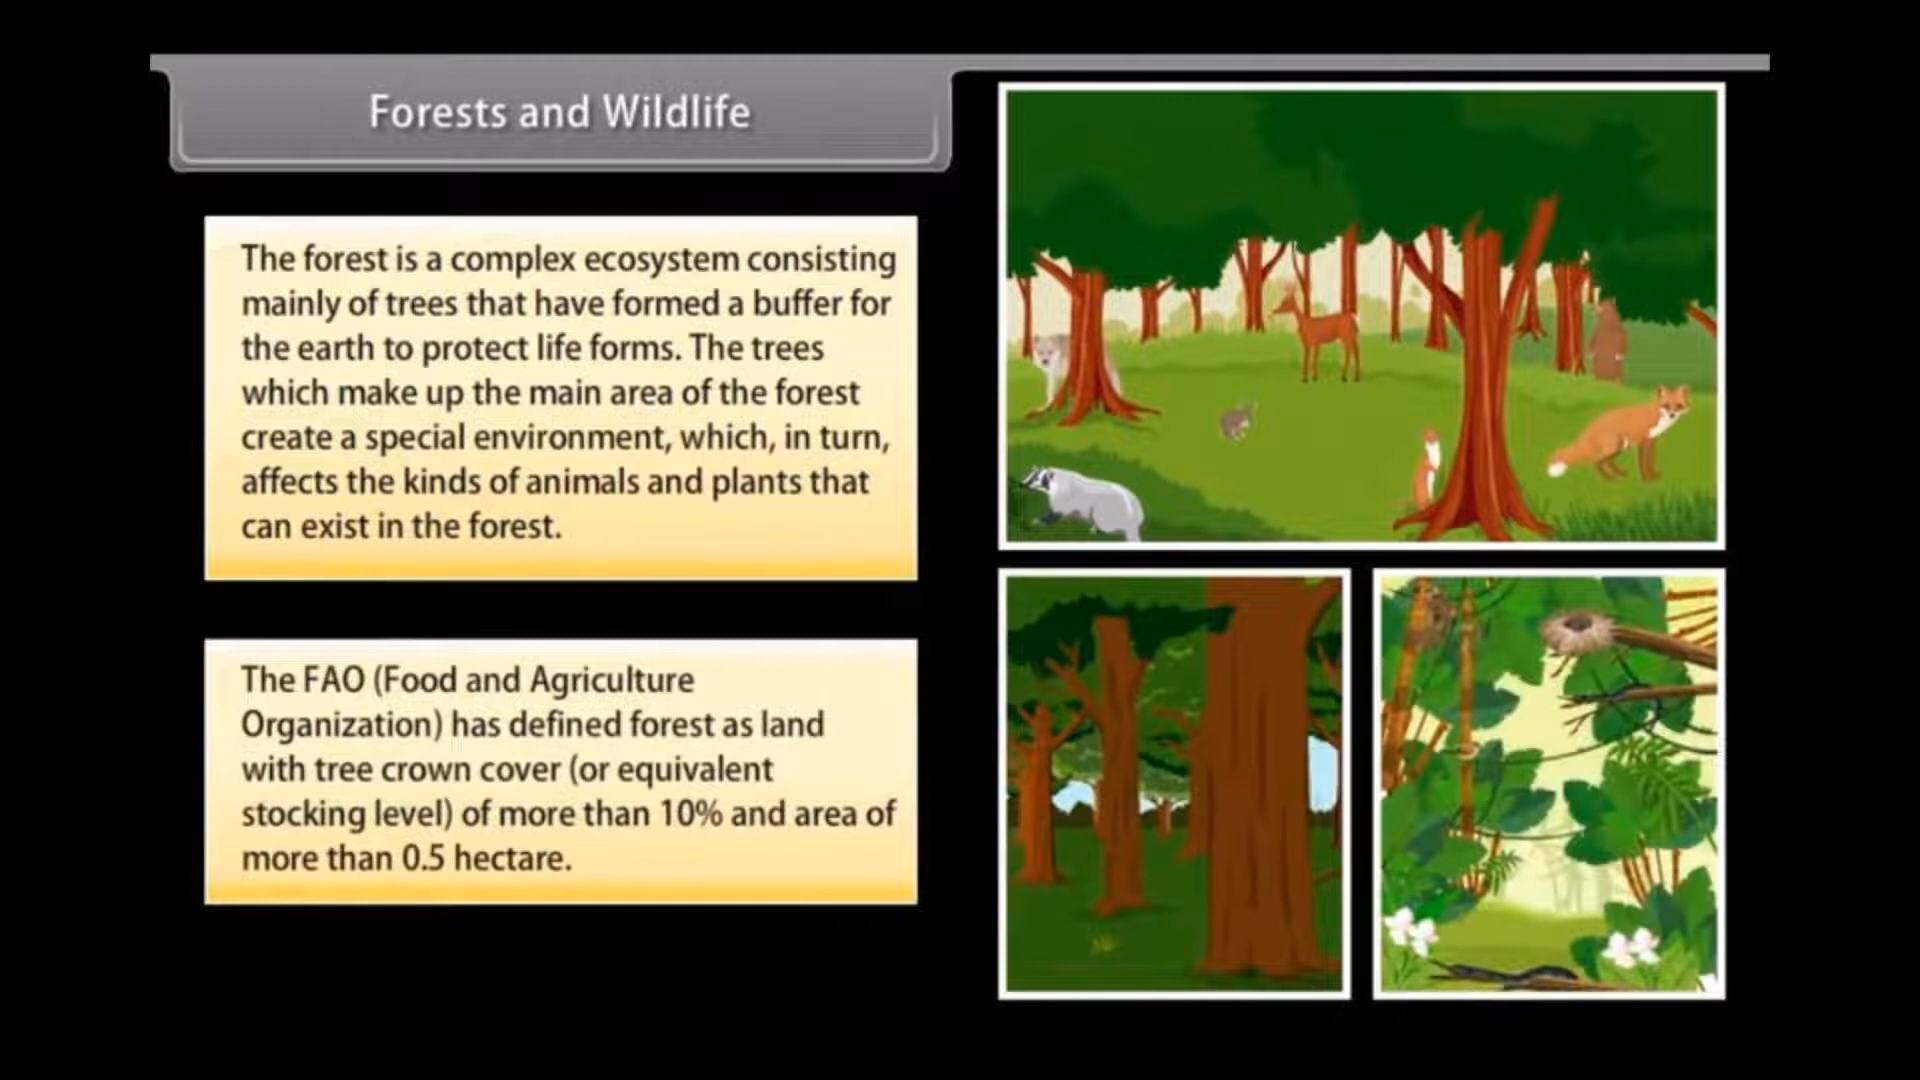 Forests and Wildlife
The forest is a complex ecosystem consisting
mainly of trees that have formed a buffer for
the earth to protect life forms. The trees
which make up the main area of the forest
create a special environment, which, in turn,
affects the kinds of animals and plants that
can exist in the forest.
The FAO (Food and Agriculture
Organization) has defined forest as land
with tree crown cover (or equivalent
stocking level) of more than 10% and area of
more than 0.5 hectare.